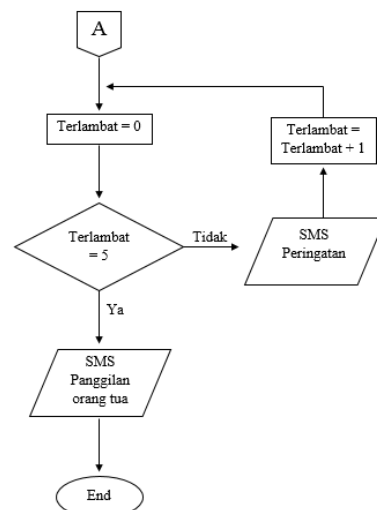 A
Terlambat = 0
Terlambat =
Terlambat + 1
Terlambat
= 5
Tidak
SMS
Peringatan
Ya
SMS
Panggilan
orang tua
End